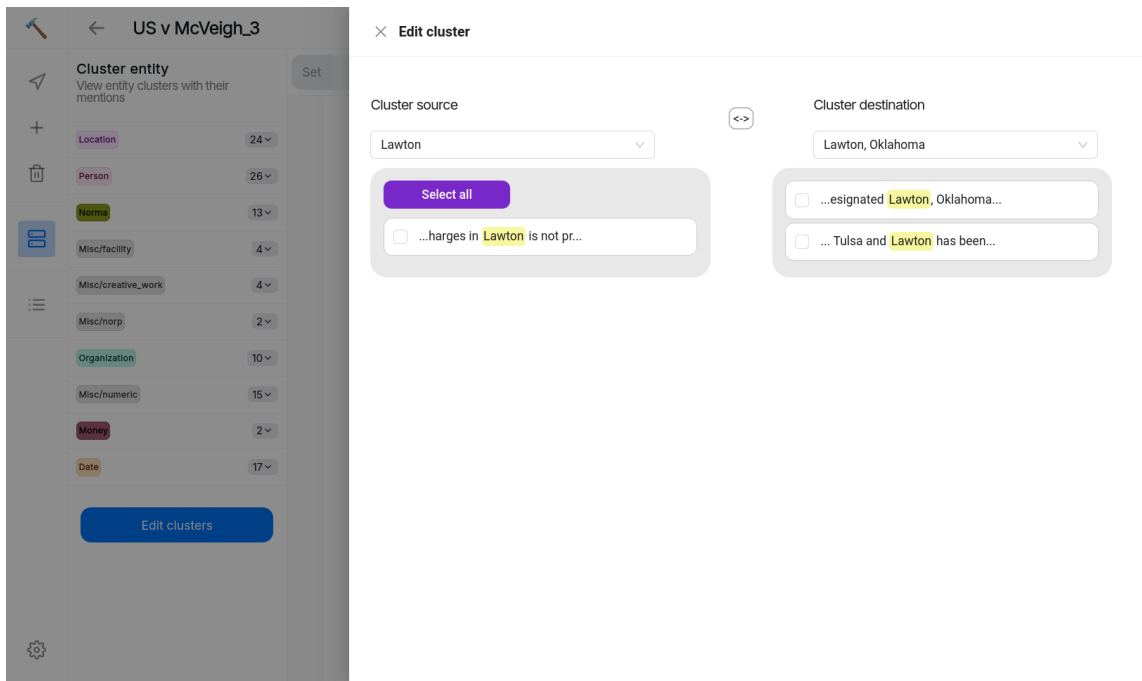 US v McVeigh_3
Cluster entity
View entity clusters with their
mentions
Location 24
Person 26
Norma 13
Misc/facility 4
Misc/creative_work 4
Misc/norp 2
Organization 10
Misc/numeric 15
Money 2
Date 17
Edit clusters
Set
Edit cluster
Cluster source
Lawton
Select all
...harges in Lawton is not pr...
<->
Cluster destination
Lawton, Oklahoma
...esignated Lawton, Oklahoma...
... Tulsa and Lawton has been...